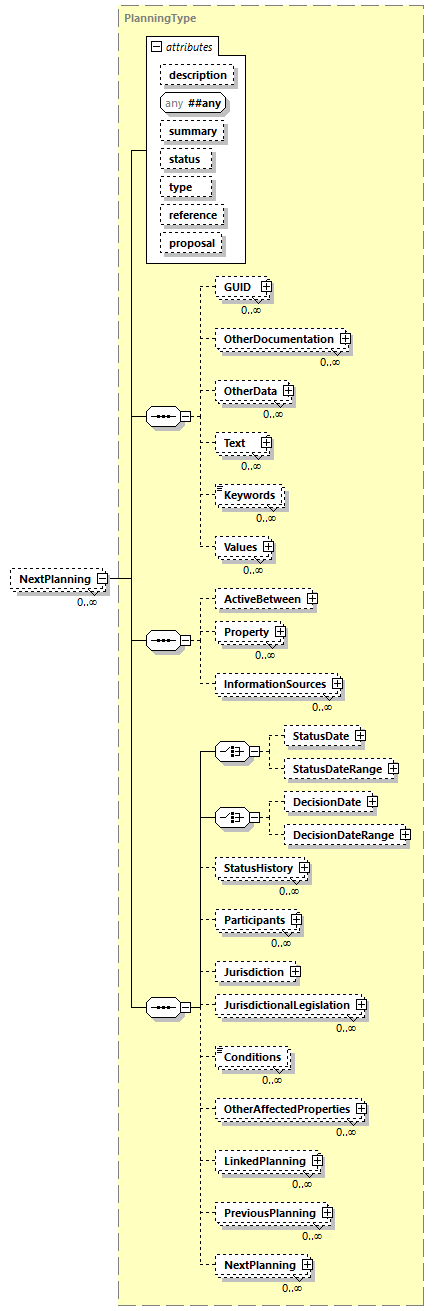 PlanningType
attributes
description
any ##any
summary
status
type
reference
proposal
GUID
0..∞
OtherDocumentation
0..∞
OtherData
0..∞
Text
0..∞
Keywords
0..∞
Values
0..∞
NextPlanning
0..∞
ActiveBetween
Property
0..∞
InformationSources
0..∞
StatusDate
StatusDateRange
DecisionDate
DecisionDateRange
StatusHistory
0..∞
Participants
0..∞
Jurisdiction
JurisdictionalLegislation
0..∞
Conditions
0..∞
OtherAffectedProperties
0..∞
LinkedPlanning
0..∞
PreviousPlanning
0..∞
NextPlanning
0..∞